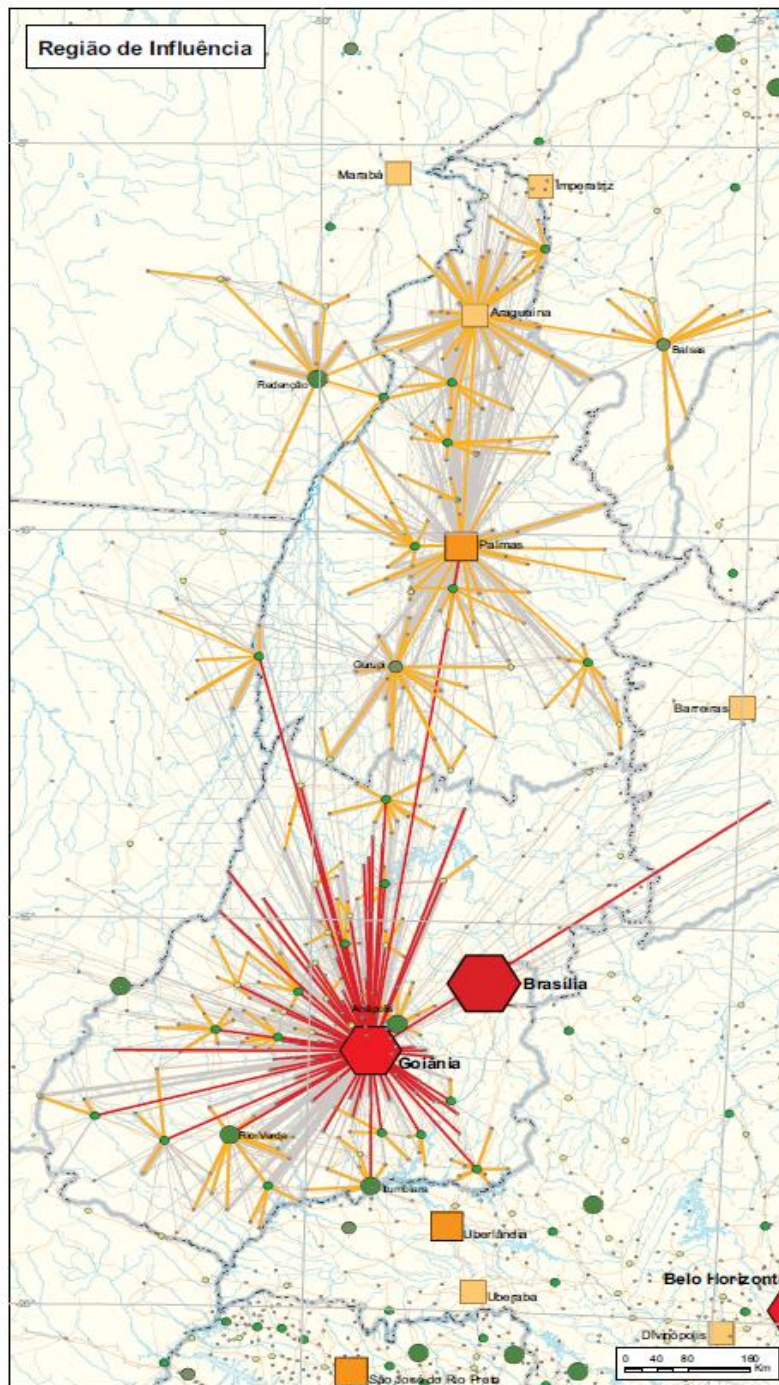 Região de Influência
Marabá
Imperatriz
Araguaína
Balsas
Redenção
Palmas
Gurupi
Barreiras
Brasília
Anápolis
Goiânia
Rio Verde
Itumbiara
Uberlândia
Uberaba
Belo Horizont
Divinópolis
São José do Rio Preto
0 40 80 160
Km